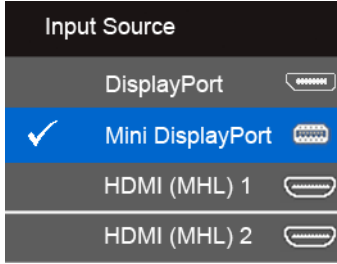 Input Source
DisplayPort
Mini DisplayPort
HDMI (MHL) 1
HDMI (MHL) 2